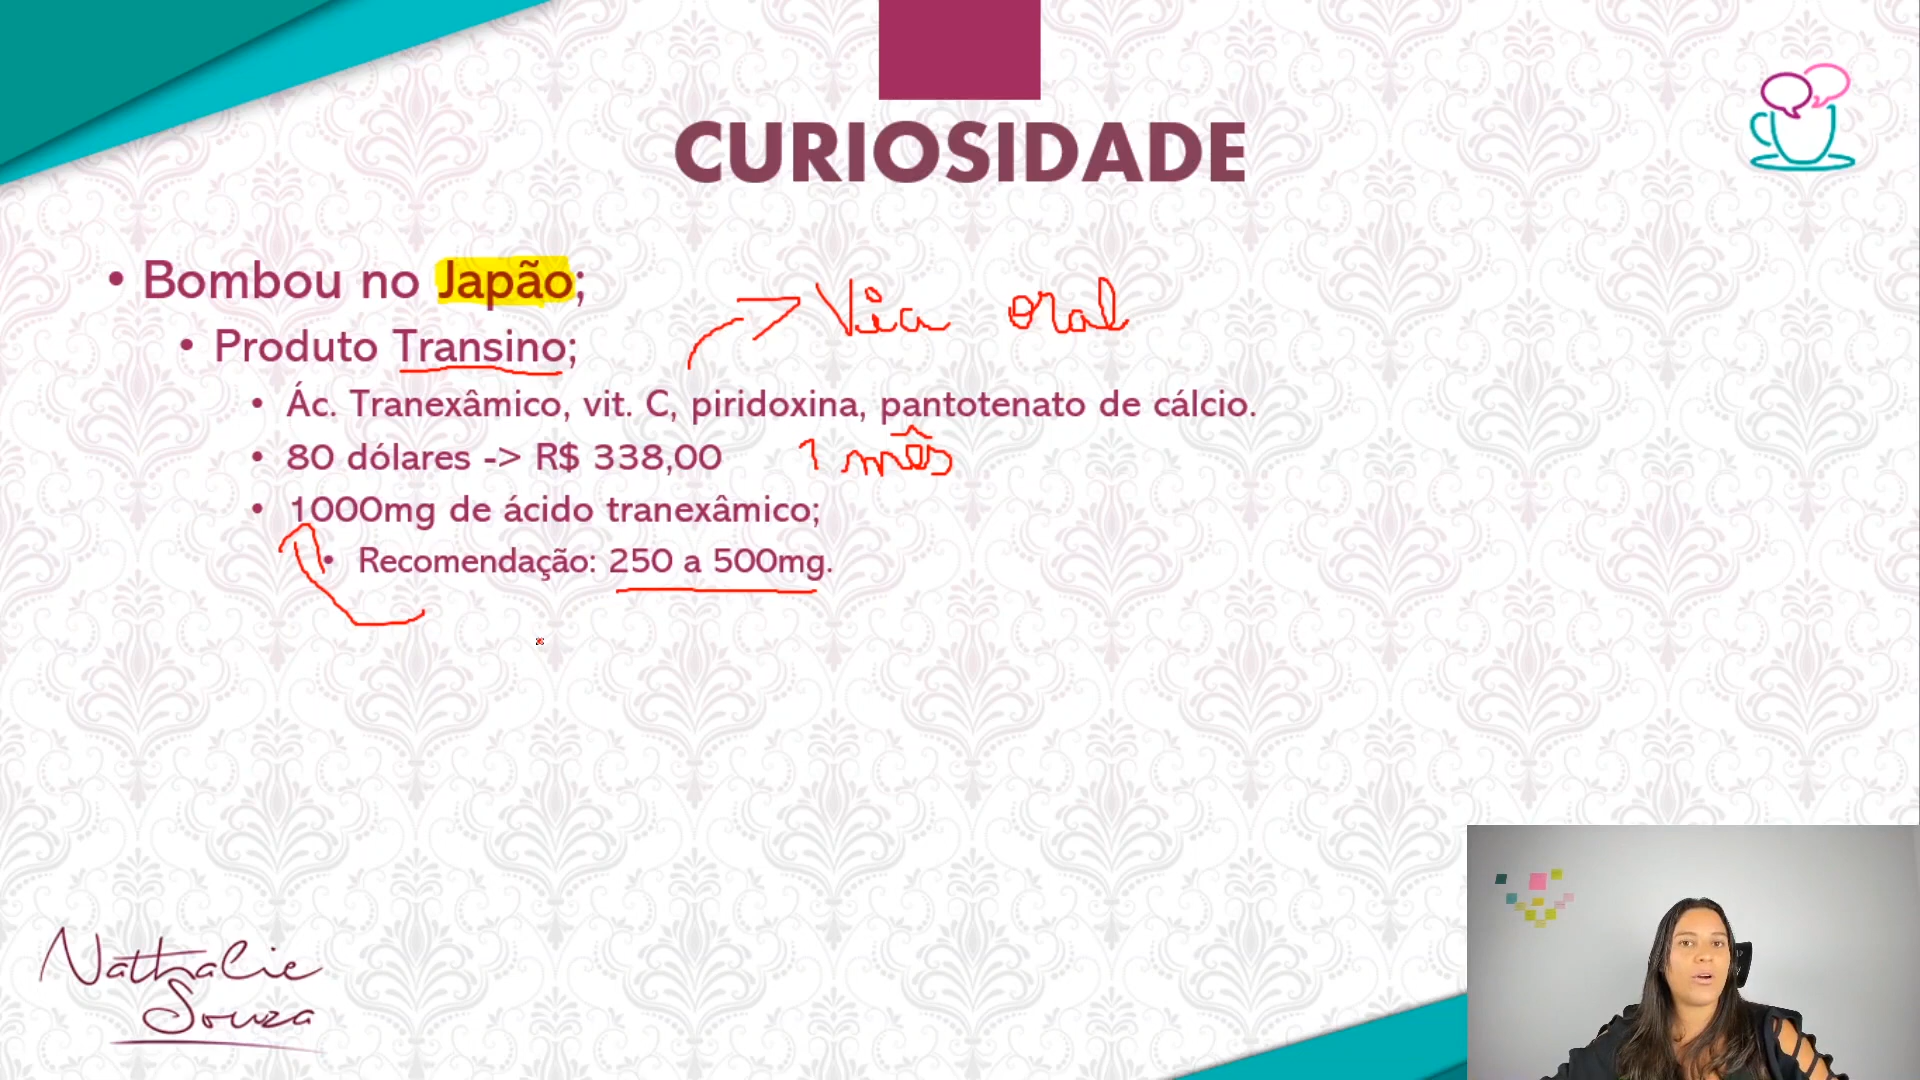 CURIOSIDADE
• Bombou no Japão;
Via oral
• Produto Transino;
• Ác. Tranexâmico, vit. C, piridoxina, pantotenato de cálcio.
• 80 dólares -> R$ 338,00 1 mês
• 1000mg de ácido tranexâmico;
• Recomendação: 250 a 500mg.
Nathalie
Souza